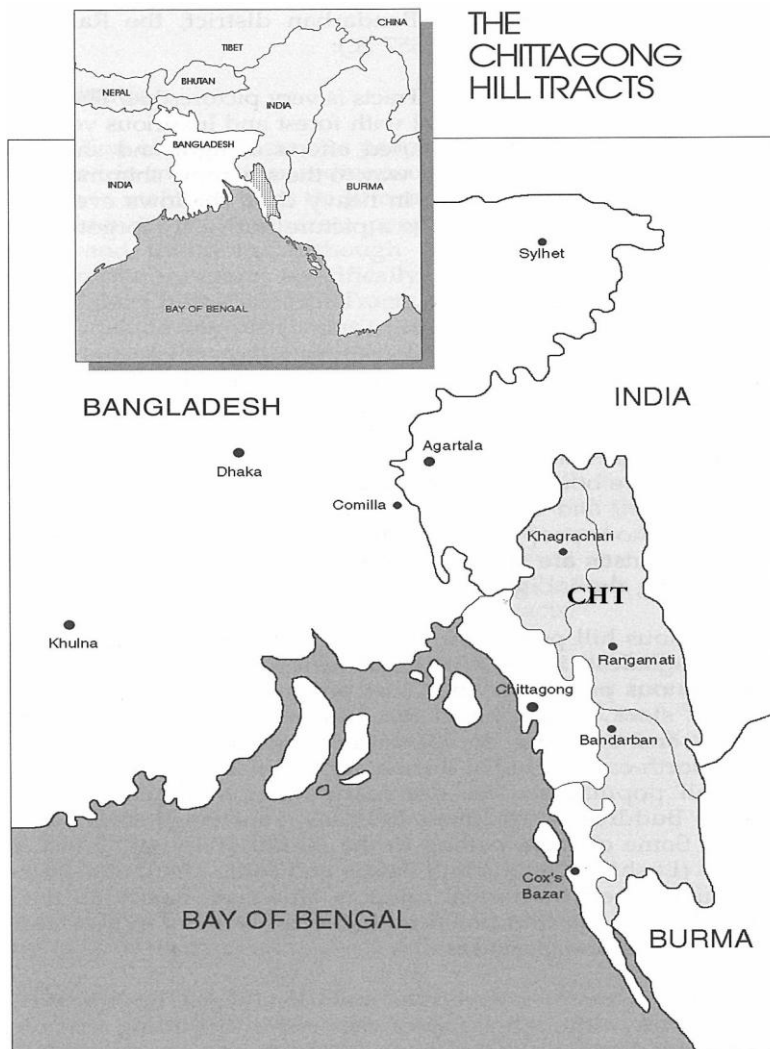 THE
CHITTAGONG
HILL TRACTS
CHINA
TIBET
NEPAL
BHUTAN
INDIA
BANGLADESH
INDIA
BURMA
BAY OF BENGAL
Sylhet
BANGLADESH
INDIA
Dhaka
Agartala
Comilla
Khagrachari
CHT
Khulna
Rangamati
Chittagong
Bandarban
Cox's
Bazar
BAY OF BENGAL
BURMA